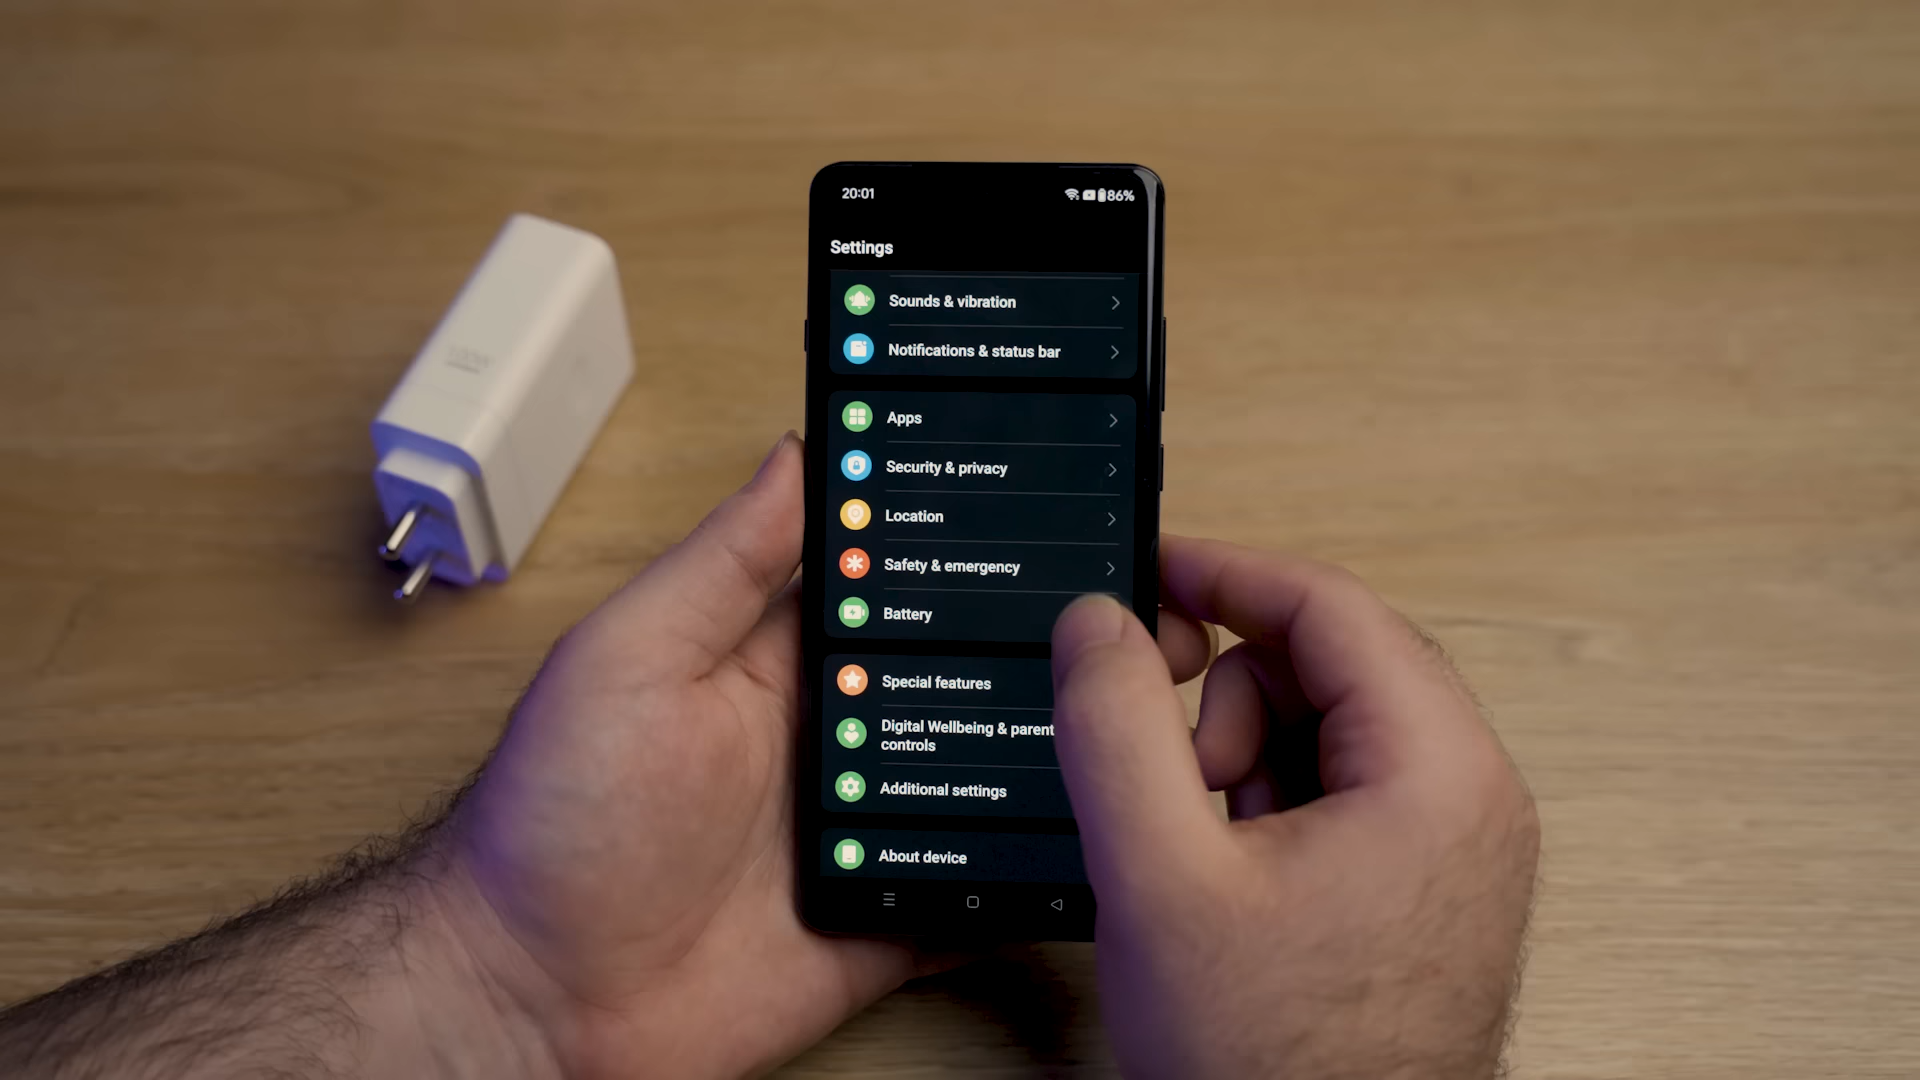 20:01
86%
Settings
Sounds & vibration
Notifications & status bar
Apps
Security & privacy
Location
Safety & emergency
Battery
Special features
Digital Wellbeing & parent
controls
Additional settings
About device